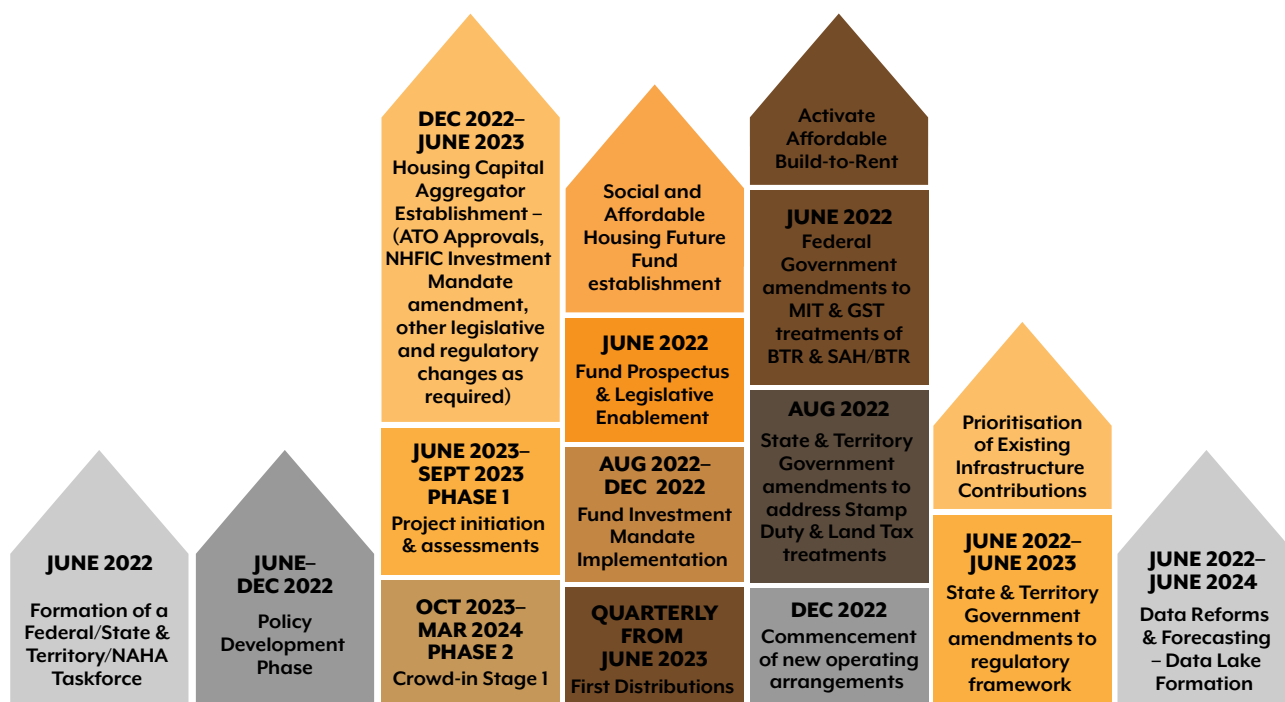 JUNE 2022
Formation of a
Federal/State &
Territory/NAHA
Taskforce
JUNE–
DEC 2022
Policy
Development
Phase
DEC 2022–
JUNE 2023
Housing Capital
Aggregator
Establishment –
(ATO Approvals,
NHFIC Investment
Mandate
amendment,
other legislative
and regulatory
changes as
required)
JUNE 2023–
SEPT 2023
PHASE 1
Project initiation
& assessments
OCT 2023–
MAR 2024
PHASE 2
Crowd-in Stage 1
Social and
Affordable
Housing Future
Fund
establishment
JUNE 2022
Fund Prospectus
& Legislative
Enablement
AUG 2022–
DEC 2022
Fund Investment
Mandate
Implementation
QUARTERLY
FROM
JUNE 2023
First Distributions
Activate
Affordable
Build-to-Rent
JUNE 2022
Federal
Government
amendments to
MIT & GST
treatments of
BTR & SAH/BTR
AUG 2022
State & Territory
Government
amendments to
address Stamp
Duty & Land Tax
treatments
DEC 2022
Commencement
of new operating
arrangements
Prioritisation
of Existing
Infrastructure
Contributions
JUNE 2022–
JUNE 2023
State & Territory
Government
amendments to
regulatory
framework
JUNE 2022–
JUNE 2024
Data Reforms
& Forecasting
– Data Lake
Formation